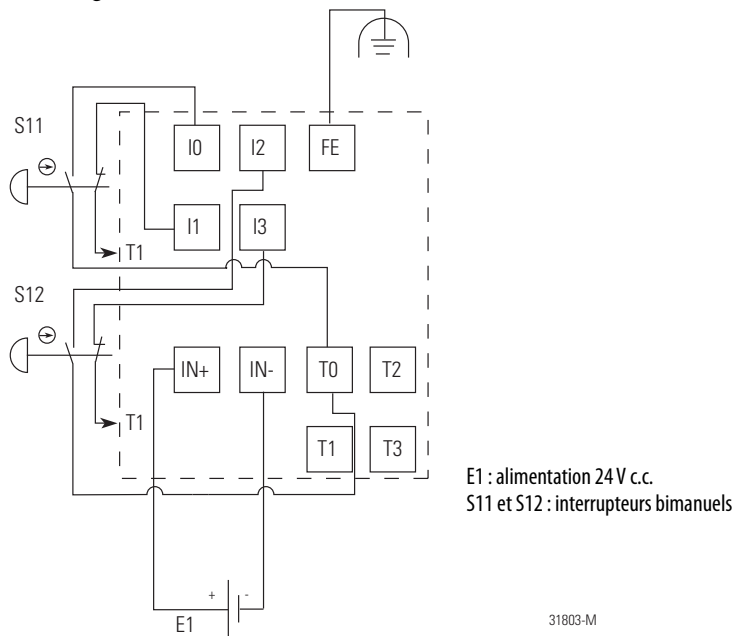 S11
I0
I2
FE
I1
I3
T1
S12
IN+
IN-
T0
T2
T1
T1
T3
E1 : alimentation 24 V c.c.
S11 et S12 : interrupteurs bimanuels
+
-
E1
31803-M